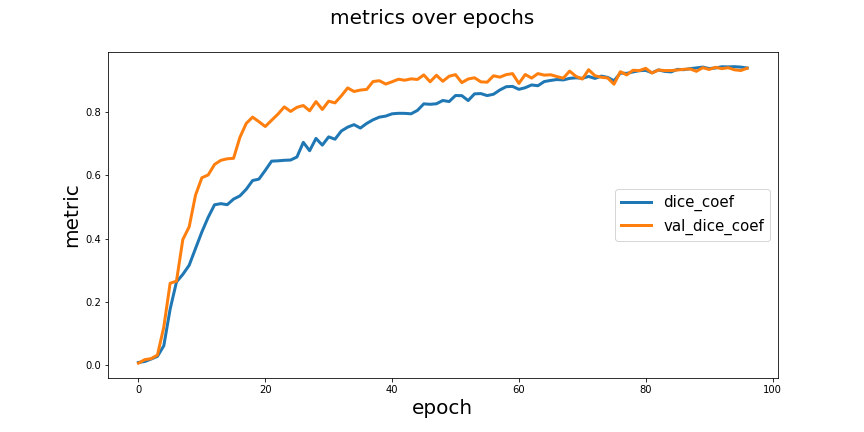 metrics over epochs
metric
0.8
0.6
0.4
0.2
0.0
dice_coef
val_dice_coef
0 20 40 60 80 100
epoch